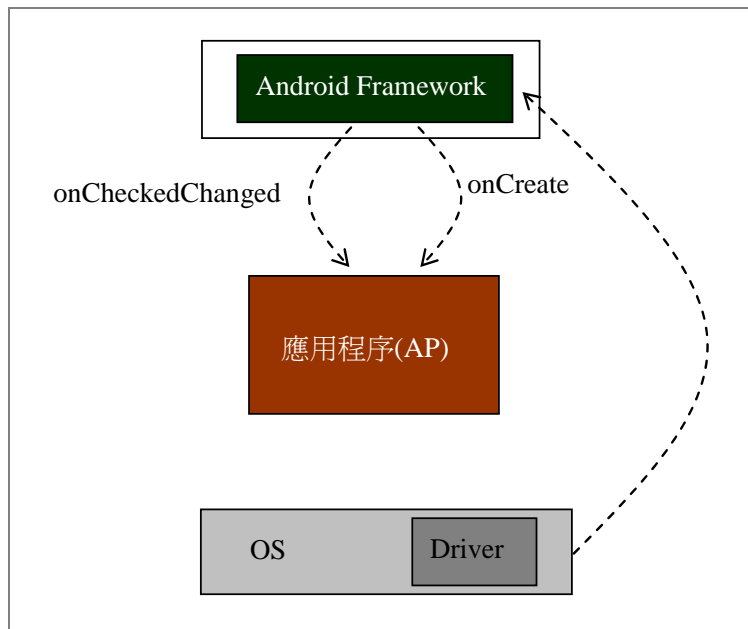 Android Framework
onCheckedChanged
onCreate
應用程序(AP)
OS
Driver